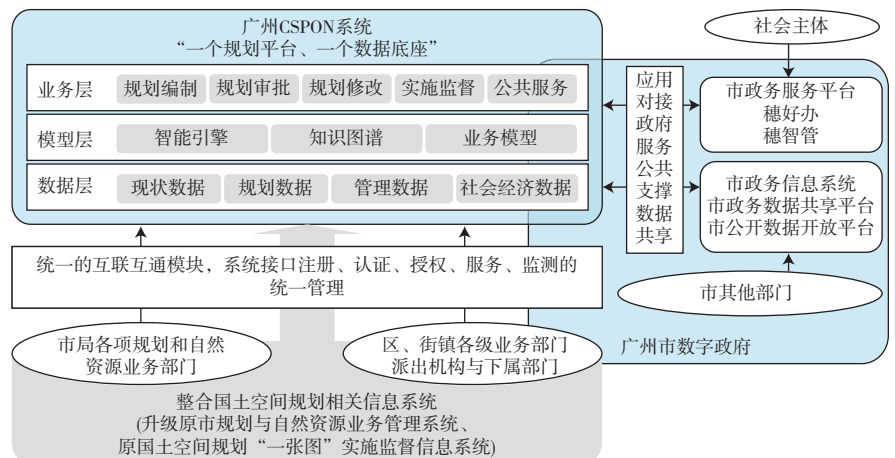 广州CSPON系统
“一个规划平台、一个数据底座”
业务层
规划编制
规划审批
规划修改
实施监督
公共服务
模型层
智能引擎
知识图谱
业务模型
数据层
现状数据
规划数据
管理数据
社会经济数据
统一的互联互通模块，系统接口注册、认证、授权、服务、监测的
统一管理
市局各项规划和自然
资源业务部门
区、街镇各级业务部门
派出机构与下属部门
整合国土空间规划相关信息系统
(升级原市规划与自然资源业务管理系统、
原国土空间规划“一张图”实施监督信息系统)
应用
对接
政府
服务
公共
支撑
数据
共享
社会主体
市政务服务平台
穗好办
穗智管
市政务信息系统
市政务数据共享平台
市公开数据开放平台
市其他部门
广州市数字政府